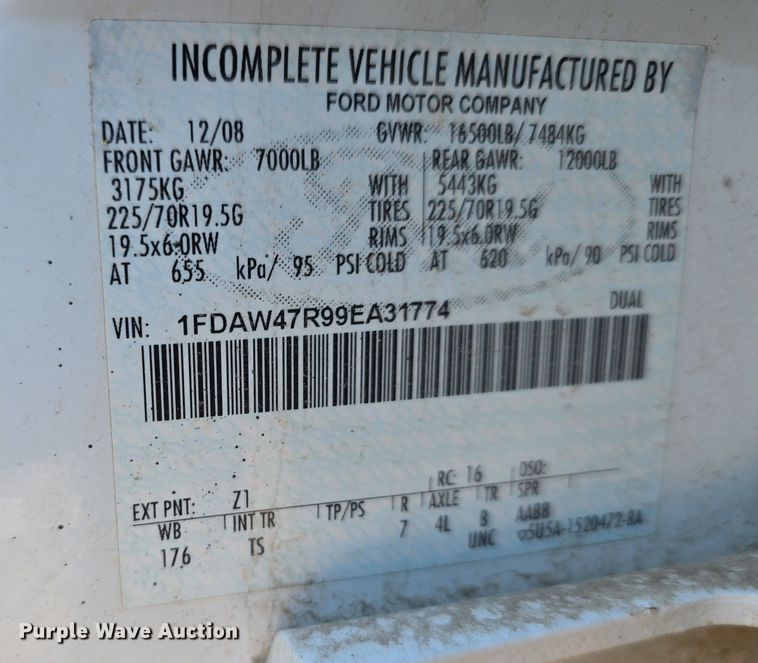 INCOMPLETE VEHICLE MANUFACTURED BY
FORD MOTOR COMPANY
DATE: 12/08 GVWR: 16500LB/ 7484KG
FRONT GAWR: 7000LB REAR GAWR: 12000LB
3175KG WITH 5443KG WITH
225/70R19.5G TIRES 225/70R19.5G TIRES
19.5x6.0RW RIMS 19.5x6.0RW RIMS
AT 655 kPa/ 95 PSI COLD AT 620 kPa/ 90 PSI COLD
VIN: 1FDAW47R99EA31774 DUAL
EXT PNT: Z1 RC: 16 DSO:
WB INT TR TP/PS R AXLE TR SPR
176 TS 7 4L B AABB
UNC 5U5A-1520472-BA
Purple Wave Auction